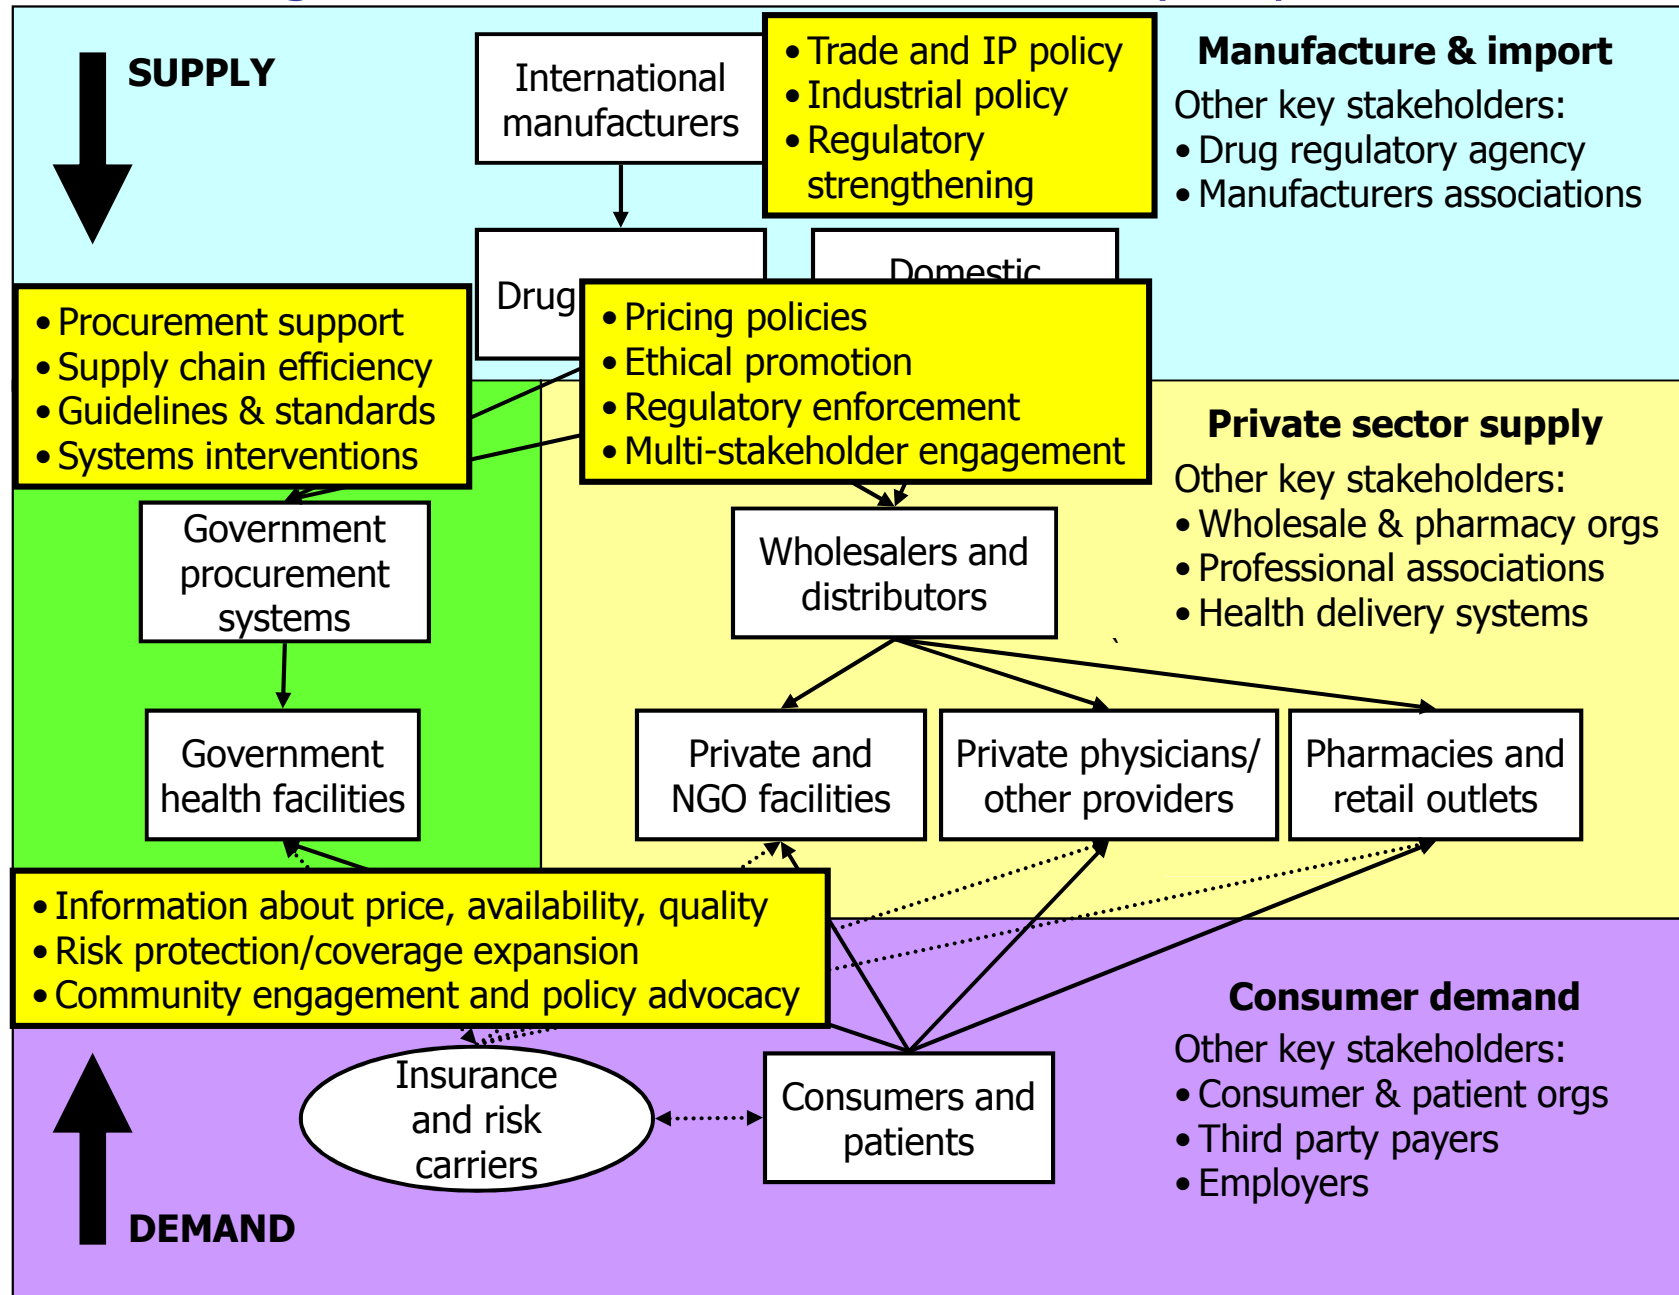 SUPPLY
International
manufacturers
• Trade and IP policy
• Industrial policy
• Regulatory
strengthening
Manufacture & import
Other key stakeholders:
• Drug regulatory agency
• Manufacturers associations
Drug
Domestic
• Procurement support
• Supply chain efficiency
• Guidelines & standards
• Systems interventions
• Pricing policies
• Ethical promotion
• Regulatory enforcement
• Multi-stakeholder engagement
Private sector supply
Other key stakeholders:
• Wholesale & pharmacy orgs
• Professional associations
• Health delivery systems
Government
procurement
systems
Wholesalers and
distributors
Government
health facilities
Private and
NGO facilities
Private physicians/
other providers
Pharmacies and
retail outlets
• Information about price, availability, quality
• Risk protection/coverage expansion
• Community engagement and policy advocacy
Consumer demand
Other key stakeholders:
• Consumer & patient orgs
• Third party payers
• Employers
Insurance
and risk
carriers
Consumers and
patients
DEMAND